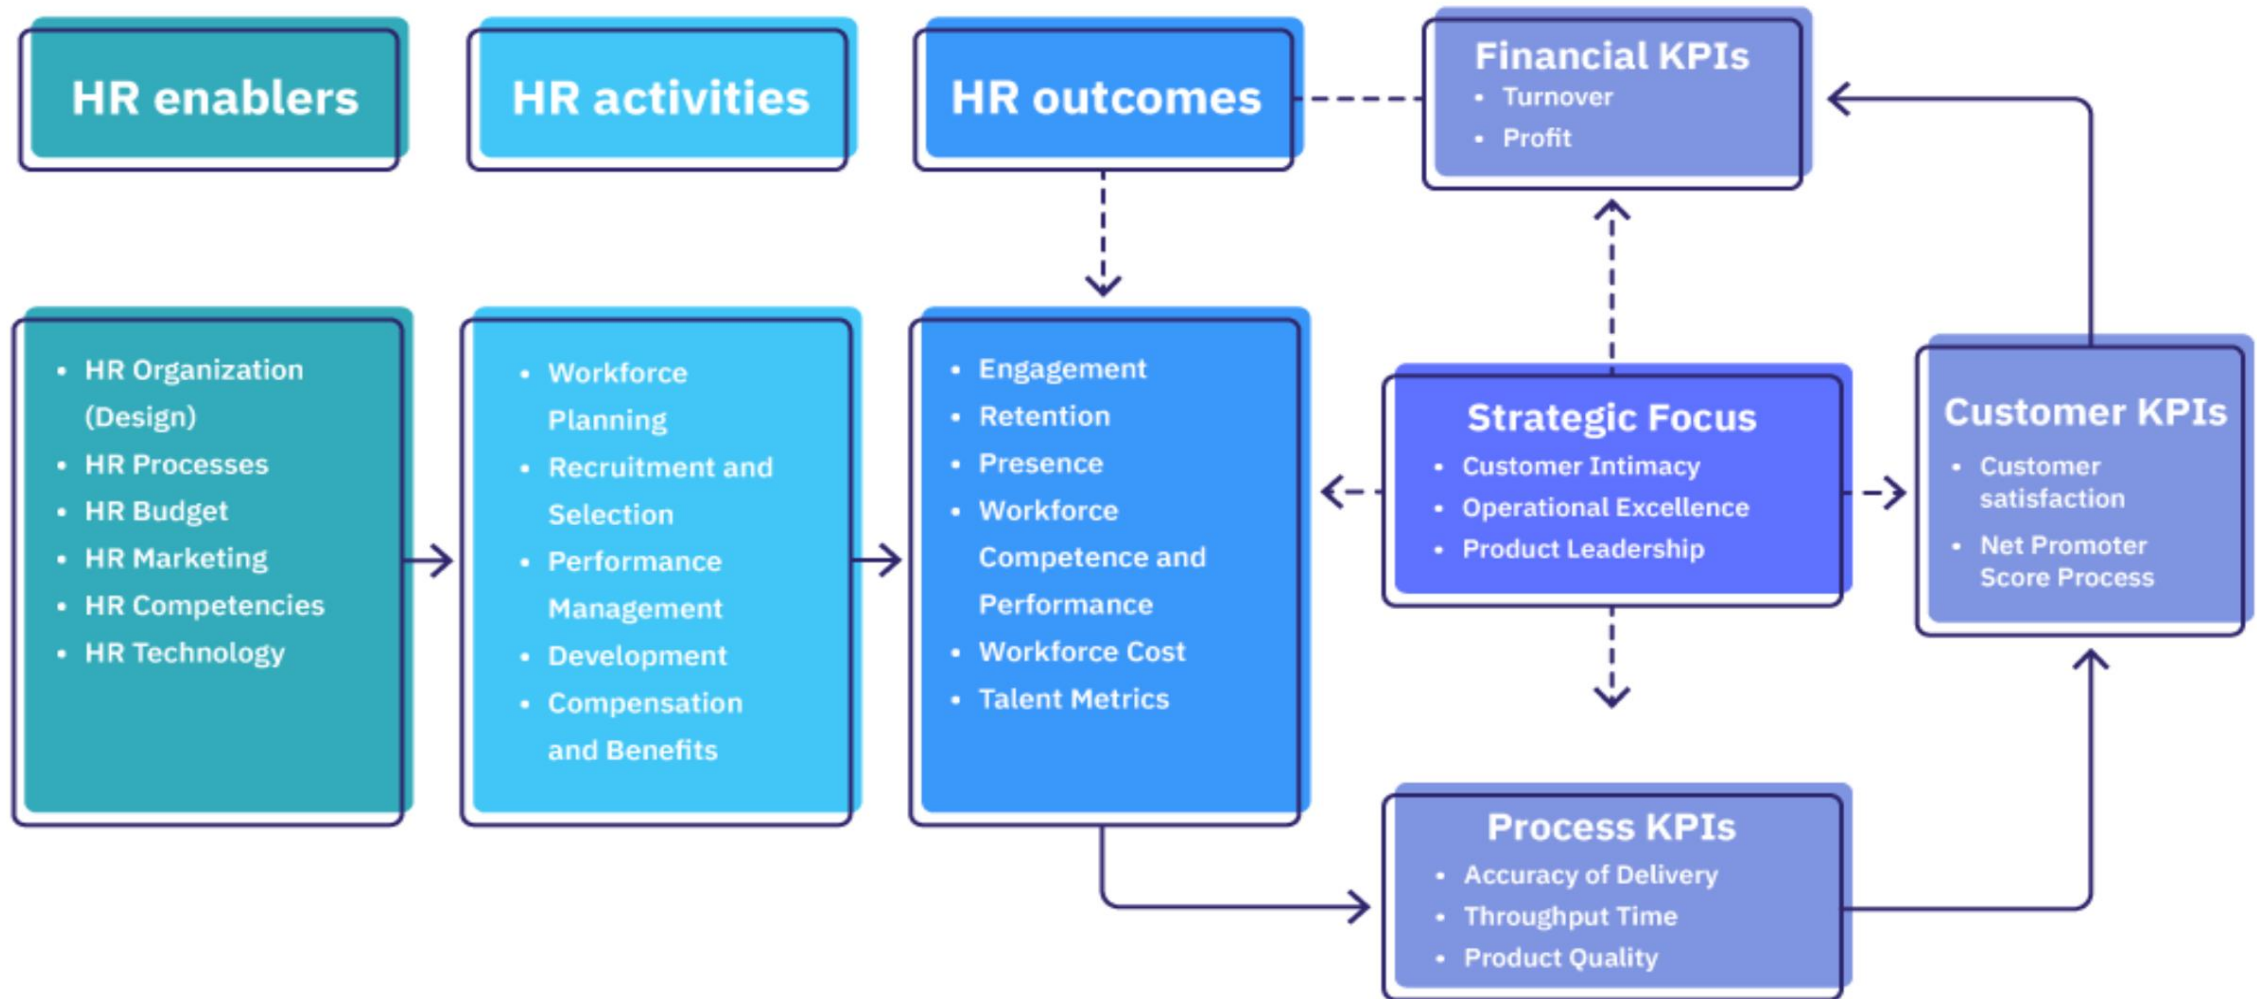 HR enablers
HR activities
HR outcomes
Financial KPIs
• Turnover
• Profit
• HR Organization
(Design)
• HR Processes
• HR Budget
• HR Marketing
• HR Competencies
• HR Technology
• Workforce
Planning
• Recruitment and
Selection
• Performance
Management
• Development
• Compensation
and Benefits
• Engagement
• Retention
• Presence
• Workforce
Competence and
Performance
• Workforce Cost
• Talent Metrics
Strategic Focus
• Customer Intimacy
• Operational Excellence
• Product Leadership
Customer KPIs
• Customer
satisfaction
• Net Promoter
Score Process
Process KPIs
• Accuracy of Delivery
• Throughput Time
• Product Quality